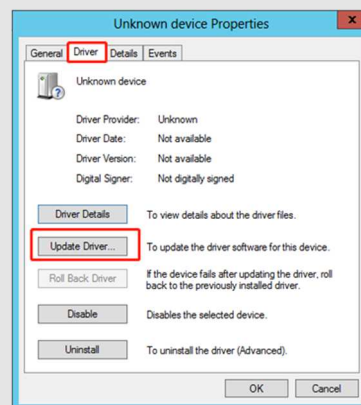 Unknown device Properties
x
General Driver Details Events
Unknown device
Driver Provider: Unknown
Driver Date: Not available
Driver Version: Not available
Digital Signer: Not digitally signed
Driver Details To view details about the driver files.
Update Driver... To update the driver software for this device.
Roll Back Driver If the device fails after updating the driver, roll
back to the previously installed driver.
Disable Disables the selected device.
Uninstall To uninstall the driver (Advanced).
OK Cancel